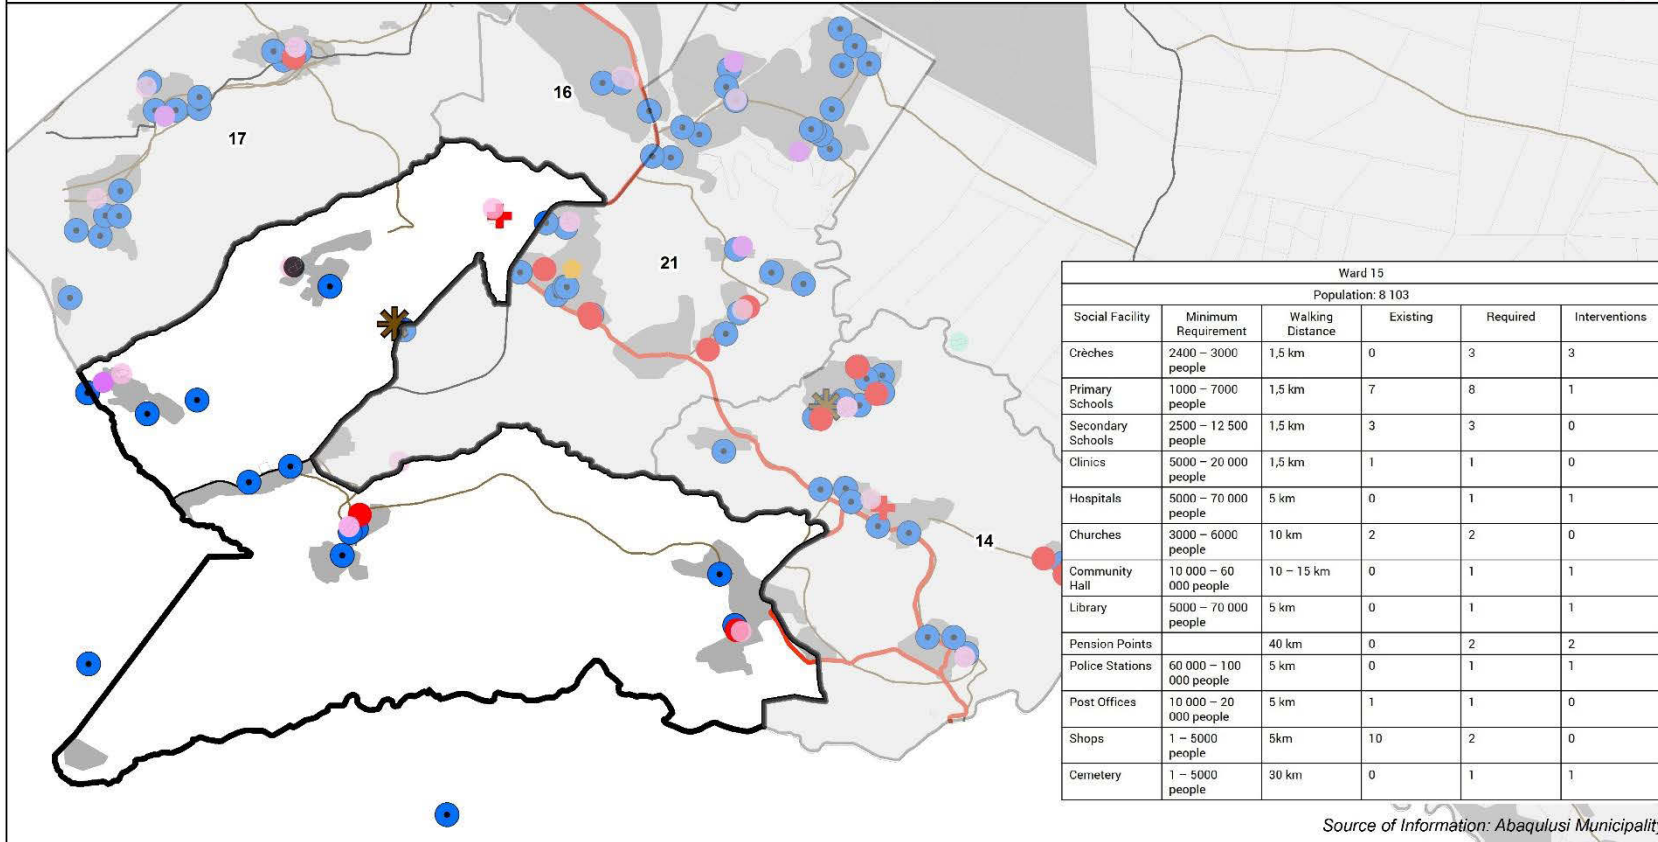 16
17
21
14
Ward 15
Population: 8 103
Social Facility Minimum Requirement Walking Distance Existing Required Interventions
Crèches 2400 – 3000 people 1,5 km 0 3 3
Primary Schools 1000 – 7000 people 1,5 km 7 8 1
Secondary Schools 2500 – 12 500 people 1,5 km 3 3 0
Clinics 5000 – 20 000 people 1,5 km 1 1 0
Hospitals 5000 – 70 000 people 5 km 0 1 1
Churches 3000 – 6000 people 10 km 2 2 0
Community Hall 10 000 – 60 000 people 10 – 15 km 0 1 1
Library 5000 – 70 000 people 5 km 0 1 1
Pension Points 40 km 0 2 2
Police Stations 60 000 – 100 000 people 5 km 0 1 1
Post Offices 10 000 – 20 000 people 5 km 1 1 0
Shops 1 – 5000 people 5km 10 2 0
Cemetery 1 – 5000 people 30 km 0 1 1
Source of Information: Abaqulusi Municipality